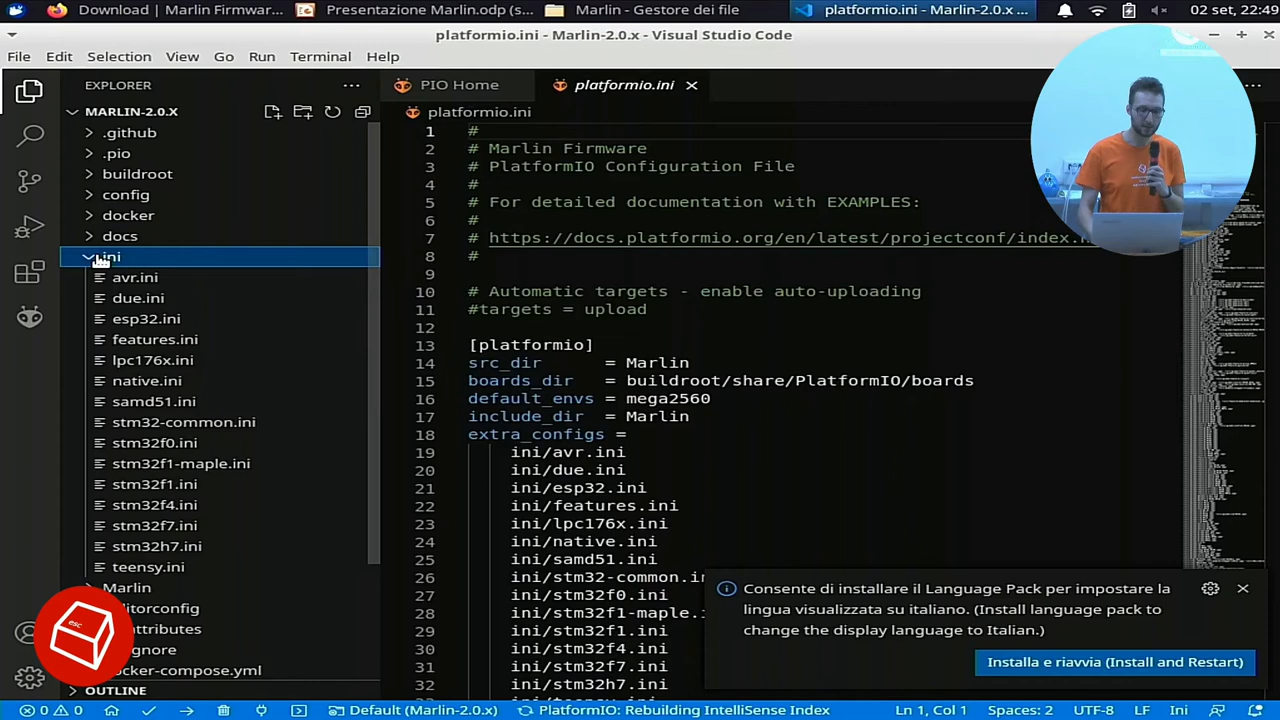 Download | Marlin Firmwar...
Presentazione Marlin.odp (s...
Marlin - Gestore dei file
platformio.ini - Marlin-2.0.x ...
02 set, 22:49
platformio.ini - Marlin-2.0.x - Visual Studio Code
File Edit Selection View Go Run Terminal Help
EXPLORER
MARLIN-2.0.X
.github
.pio
buildroot
config
docker
docs
ini
avr.ini
due.ini
esp32.ini
features.ini
lpc176x.ini
native.ini
samd51.ini
stm32-common.ini
stm32f0.ini
stm32f1-maple.ini
stm32f1.ini
stm32f4.ini
stm32f7.ini
stm32h7.ini
teensy.ini
Marlin
ditorconfig
attributes
gnore
ocker-compose.yml
OUTLINE
PIO Home
platformio.ini
platformio.ini
1 #
2 # Marlin Firmware
3 # PlatformIO Configuration File
4 #
5 # For detailed documentation with EXAMPLES:
6 #
7 # https://docs.platformio.org/en/latest/projectconf/index.h
8 #
9
10 # Automatic targets - enable auto-uploading
11 #targets = upload
12
13 [platformio]
14 src_dir = Marlin
15 boards_dir = buildroot/share/PlatformIO/boards
16 default_envs = mega2560
17 include_dir = Marlin
18 extra_configs =
19 ini/avr.ini
20 ini/due.ini
21 ini/esp32.ini
22 ini/features.ini
23 ini/lpc176x.ini
24 ini/native.ini
25 ini/samd51.ini
26 ini/stm32-common.in
27 ini/stm32f0.ini
28 ini/stm32f1-maple.i
29 ini/stm32f1.ini
30 ini/stm32f4.ini
31 ini/stm32f7.ini
32 ini/stm32h7.ini
Consente di installare il Language Pack per impostare la
lingua visualizzata su italiano. (Install language pack to
change the display language to Italian.)
Installa e riavvia (Install and Restart)
esc
0 0
Default (Marlin-2.0.x)
PlatformIO: Rebuilding IntelliSense Index
Ln 1, Col 1 Spaces: 2 UTF-8 LF Ini